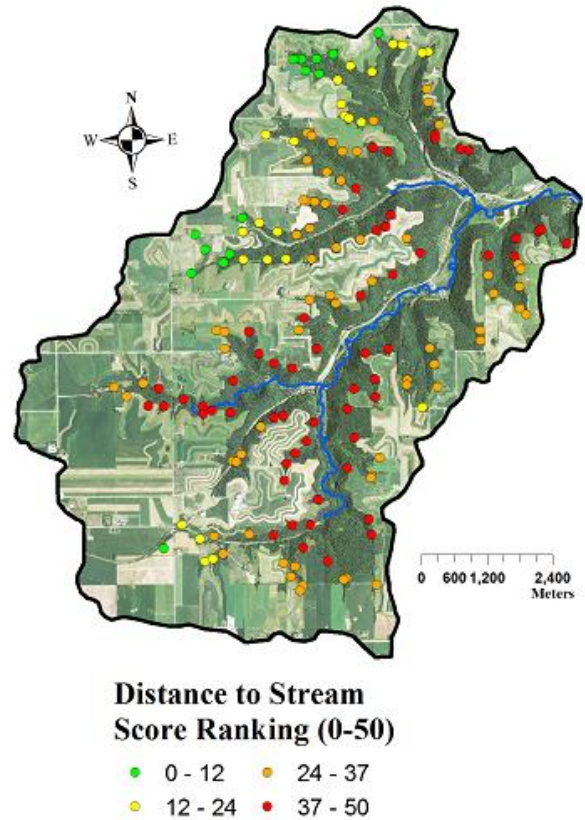 N
W E
S
0 600 1,200 2,400
Meters
Distance to Stream
Score Ranking (0-50)
0 - 12 24 - 37
12 - 24 37 - 50